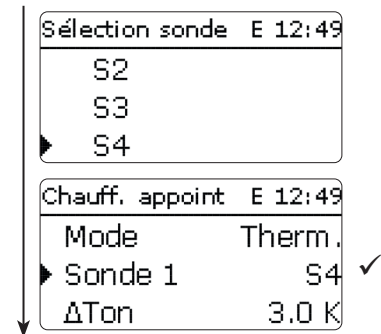 Sélection sonde E 12:49
S2
S3
S4
Chauff. appoint E 12:49
Mode Therm.
Sonde 1 S4
ΔTon 3.0 K